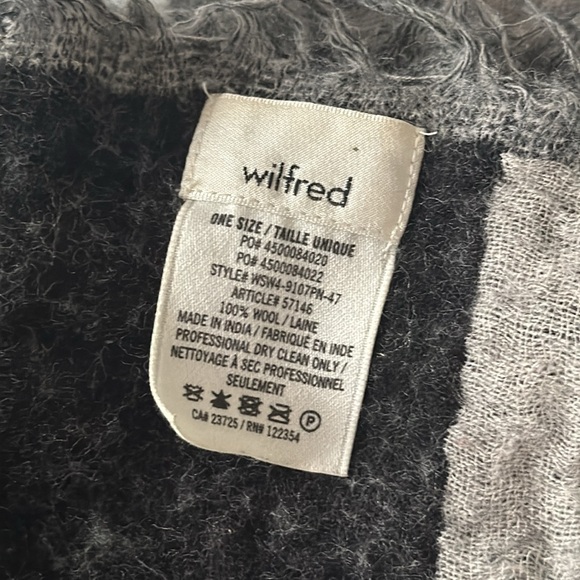 wilfred
ONE SIZE / TAILLE UNIQUE
PO# 4500084020
PO# 4500084022
STYLE# WSW4-9107PN-47
ARTICLE# 57146
100% WOOL / LAINE
MADE IN INDIA / FABRIQUÉ EN INDE
PROFESSIONAL DRY CLEAN ONLY /
NETTOYAGE À SEC PROFESSIONNEL
SEULEMENT
P
CA# 23725 / RN# 122354